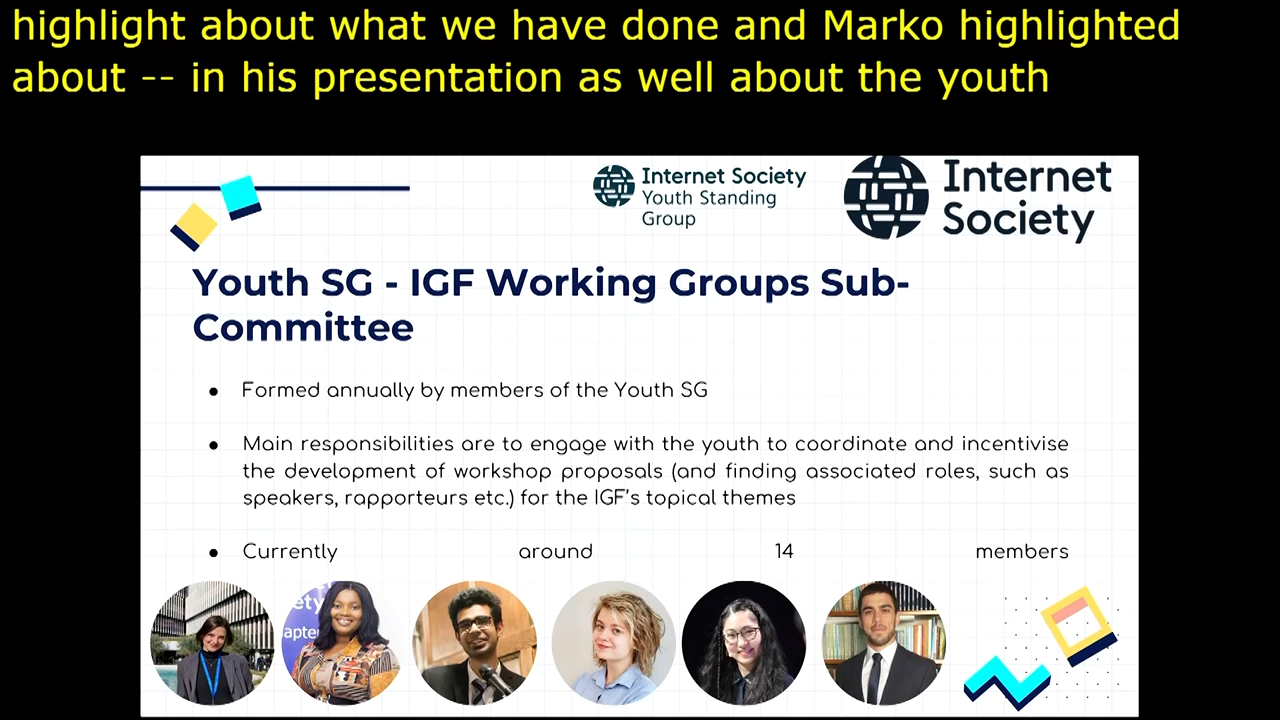 highlight about what we have done and Marko highlighted
about -- in his presentation as well about the youth
Internet Society
Youth Standing
Group
Internet
Society
Youth SG - IGF Working Groups Sub-
Committee
● Formed annually by members of the Youth SG
● Main responsibilities are to engage with the youth to coordinate and incentivise
the development of workshop proposals (and finding associated roles, such as
speakers, rapporteurs etc.) for the IGF's topical themes
● Currently around 14 members
ety
apter